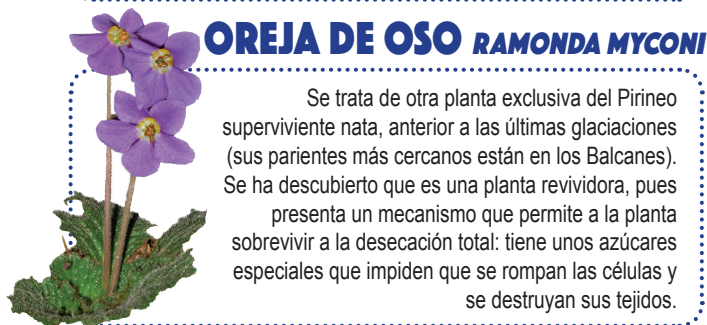 OREJA DE OSO RAMONDA MYCONI
Se trata de otra planta exclusiva del Pirineo
superviviente nata, anterior a las últimas glaciaciones
(sus parientes más cercanos están en los Balcanes).
Se ha descubierto que es una planta revividora, pues
presenta un mecanismo que permite a la planta
sobrevivir a la desecación total: tiene unos azúcares
especiales que impiden que se rompan las células y
se destruyan sus tejidos.